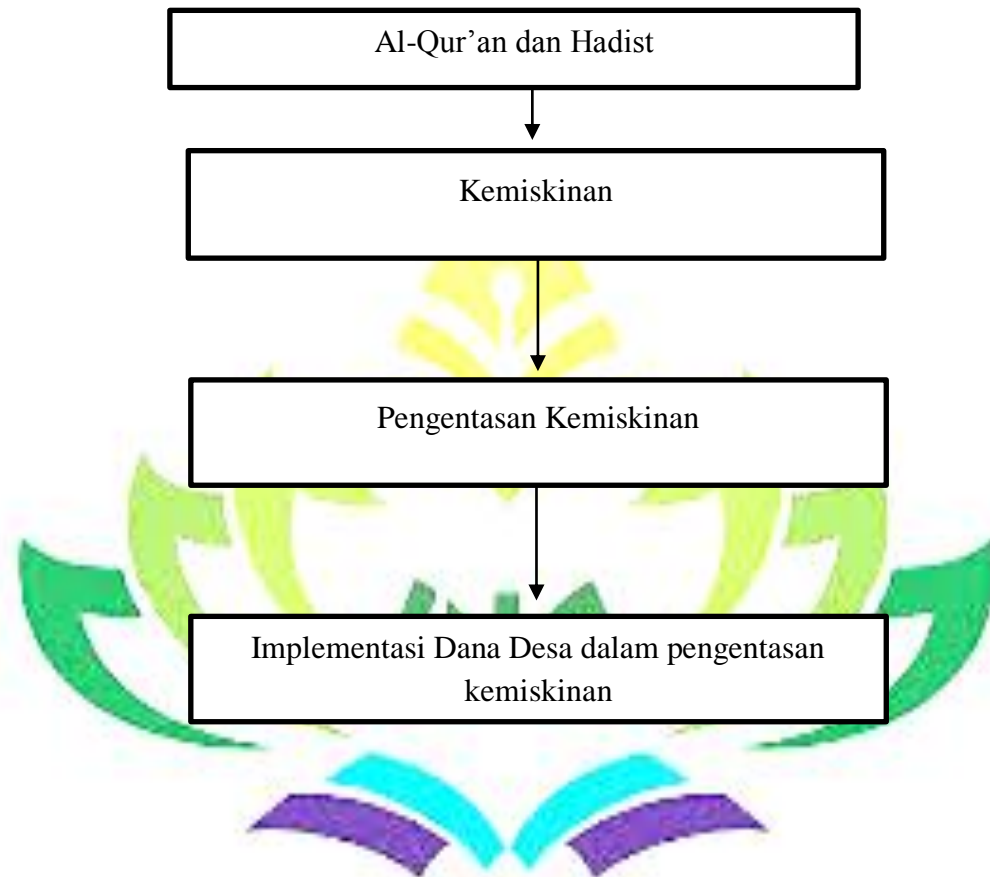 Al-Qur’an dan Hadist
Kemiskinan
Pengentasan Kemiskinan
Implementasi Dana Desa dalam pengentasan
kemiskinan